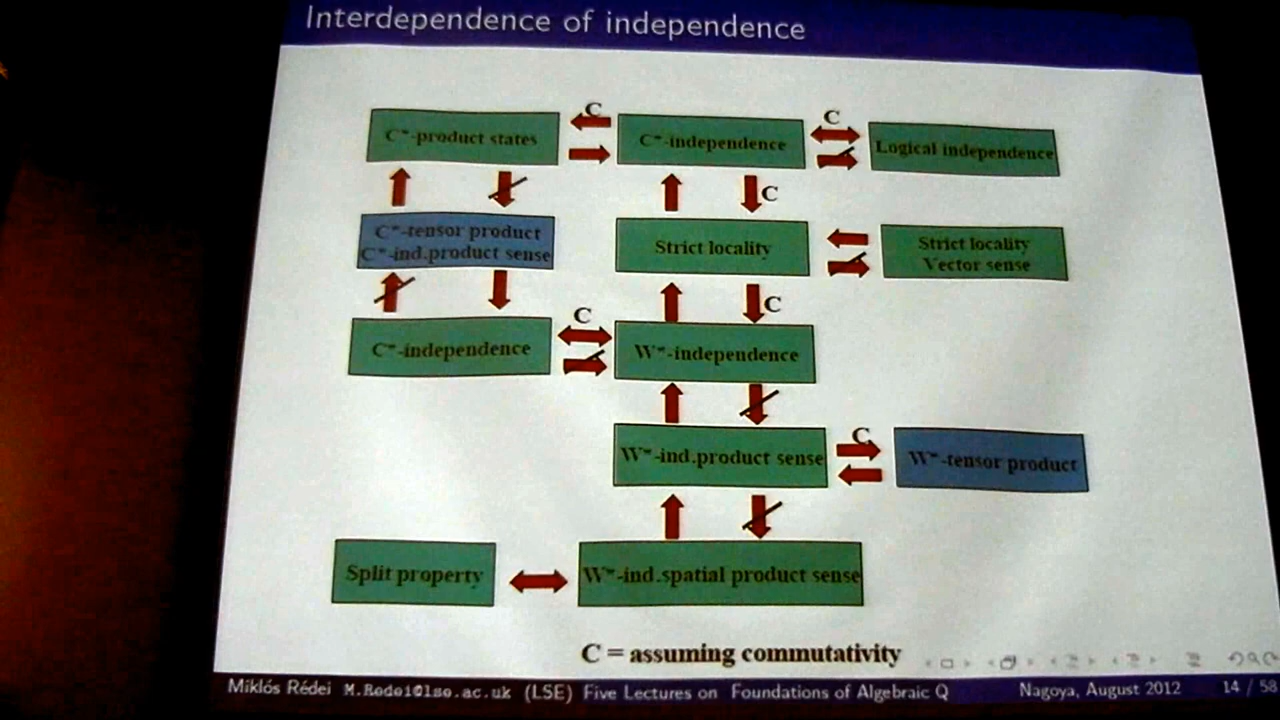 Interdependence of independence
C
C
C*-product states
C*-independence
Logical independence
C
C*-tensor product
C*-ind.product sense
Strict locality
Strict locality
Vector sense
C
C
C*-independence
W*-independence
C
W*-ind.product sense
W*-tensor product
Split property
W*-ind.spatial product sense
C = assuming commutativity
Miklós Rédei M.Redei@lse.ac.uk (LSE) Five Lectures on Foundations of Algebraic Q Nagoya, August 2012 14 / 58